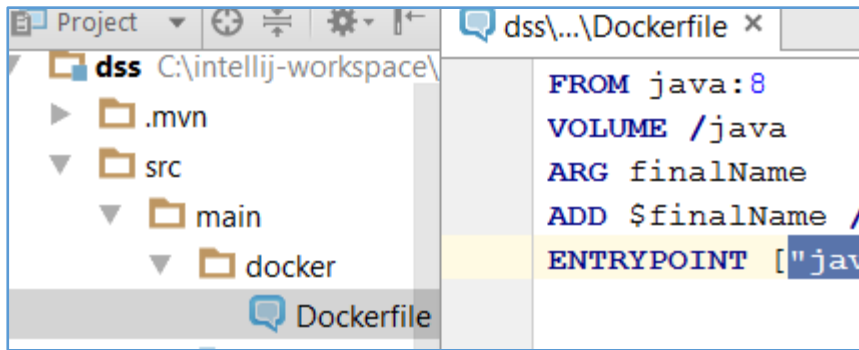 Project
dss C:\intellij-workspace\
.mvn
src
main
docker
Dockerfile
dss\...\Dockerfile ×
FROM java:8
VOLUME /java
ARG finalName
ADD $finalName /
ENTRYPOINT ["jav